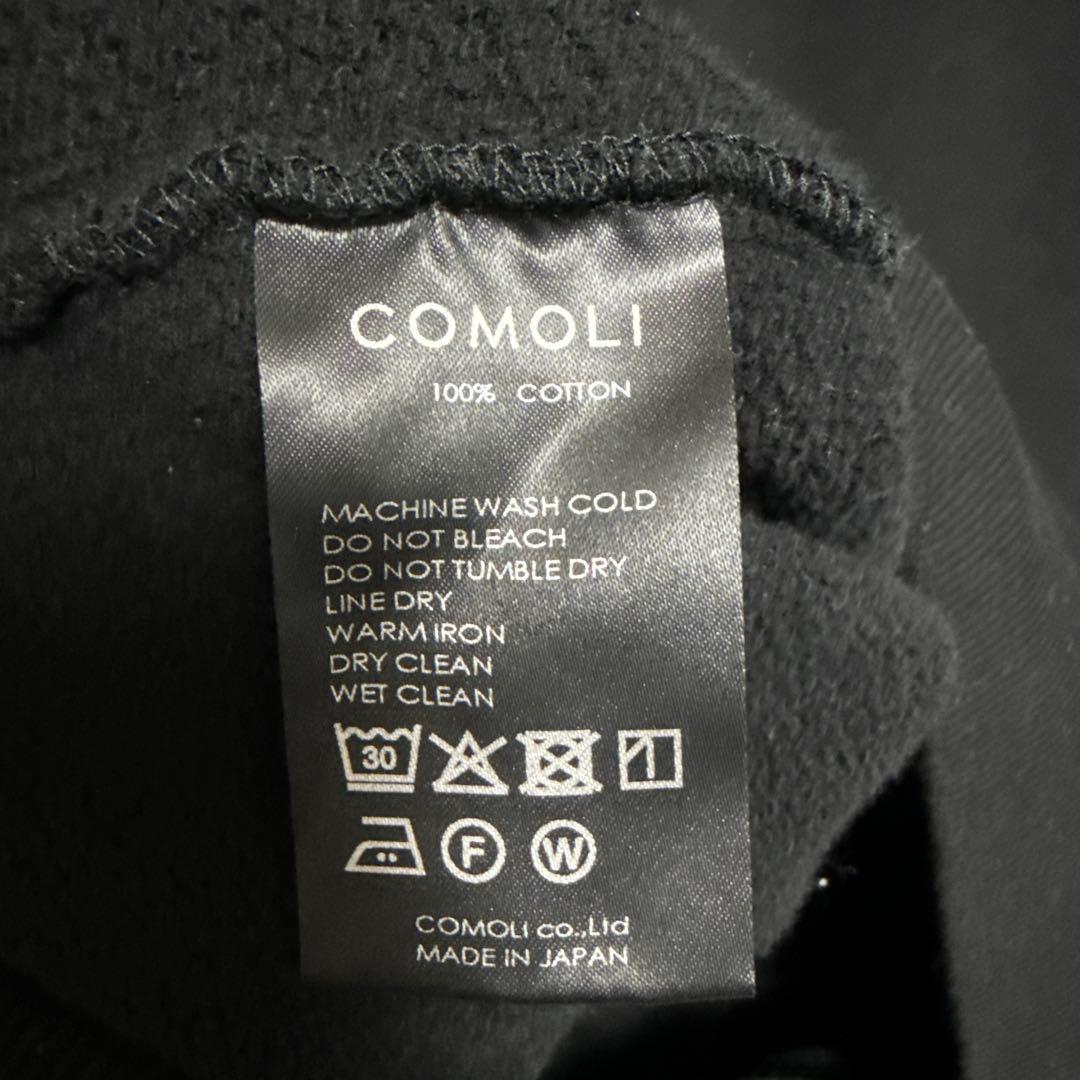 COMOLI
100% COTTON
MACHINE WASH COLD
DO NOT BLEACH
DO NOT TUMBLE DRY
LINE DRY
WARM IRON
DRY CLEAN
WET CLEAN
30
F W
COMOLI co.,Ltd
MADE IN JAPAN